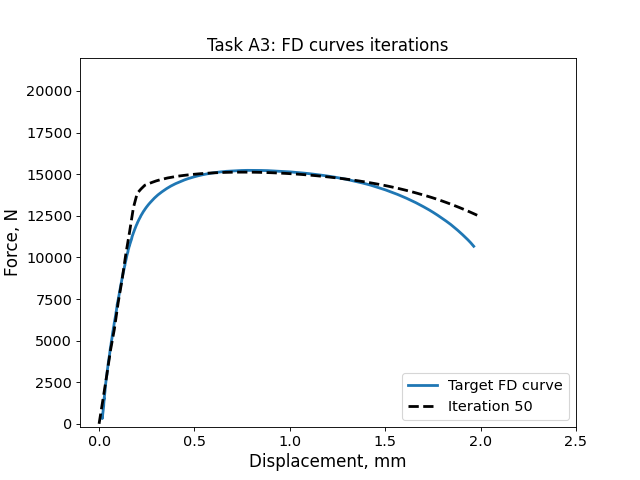 Task A3: FD curves iterations
Force, N
20000
17500
15000
12500
10000
7500
5000
2500
0
0.0 0.5 1.0 1.5 2.0 2.5
Displacement, mm
Target FD curve
Iteration 50